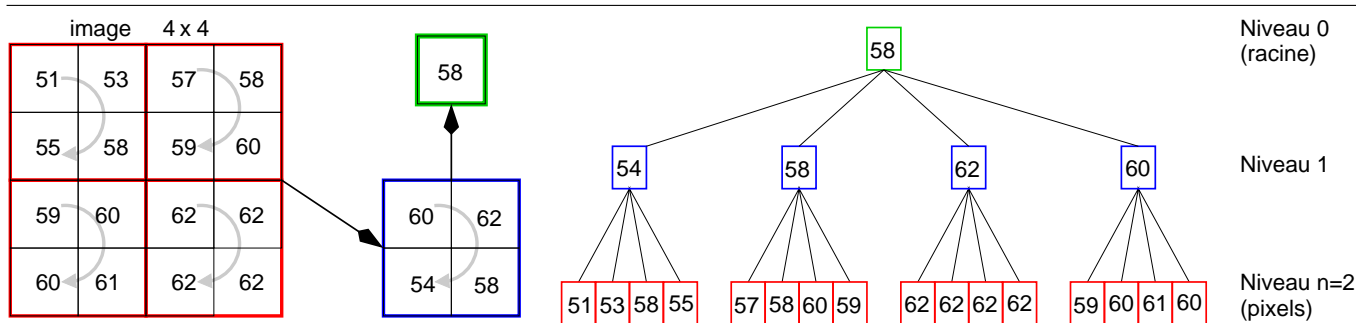 image 4 x 4
51 53 57 58
55 58 59 60
59 60 62 62
60 61 62 62
58
60 62
54 58
58
Niveau 0
(racine)
54 58 62 60
Niveau 1
51 53 58 55 57 58 60 59 62 62 62 62 59 60 61 60
Niveau n=2
(pixels)